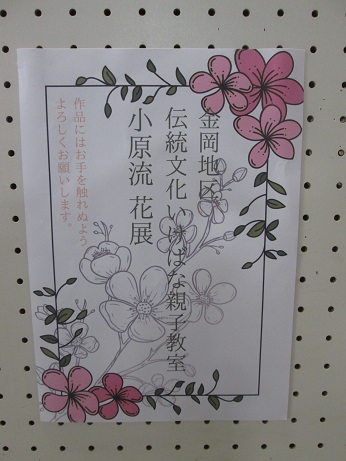 金岡地区
伝統文化いけばな親子教室
小原流 花展
作品にはお手を触れぬよう
よろしくお願いします。